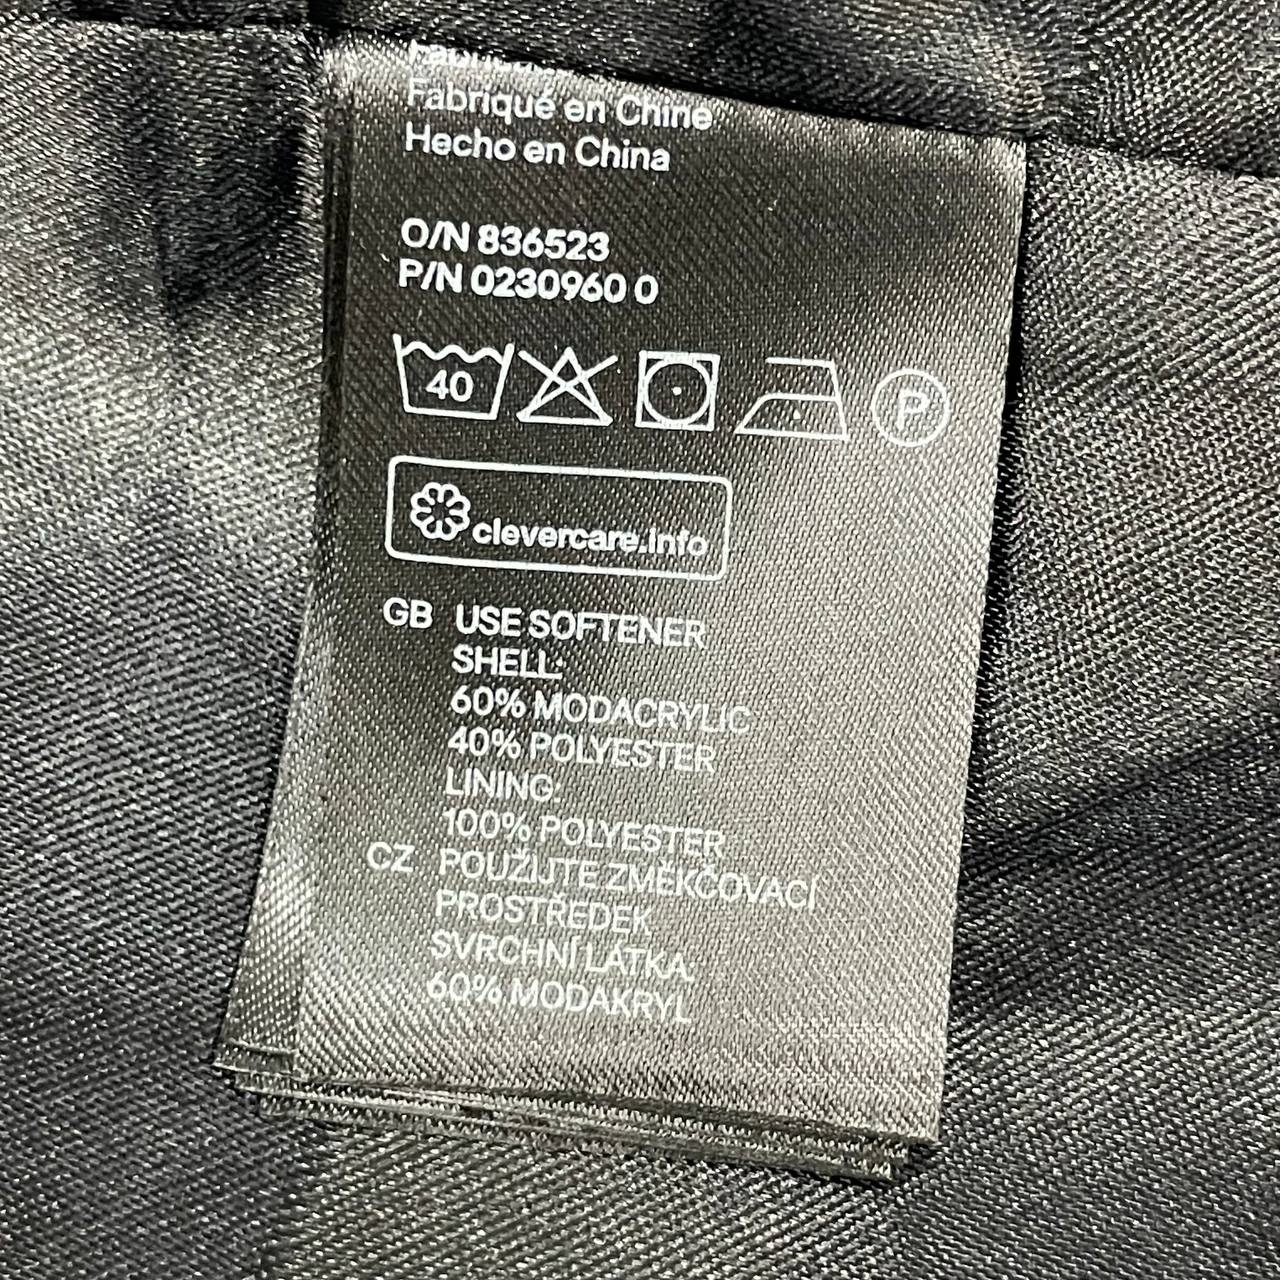 Fabriqué en Chine
Hecho en China
O/N 836523
P/N 0230960 0
40
P
clevercare.info
GB USE SOFTENER
SHELL:
60% MODACRYLIC
40% POLYESTER
LINING:
100% POLYESTER
CZ POUŽIJTE ZMĚKČOVACÍ
PROSTŘEDEK
SVRCHNÍ LÁTKA:
60% MODAKRYL